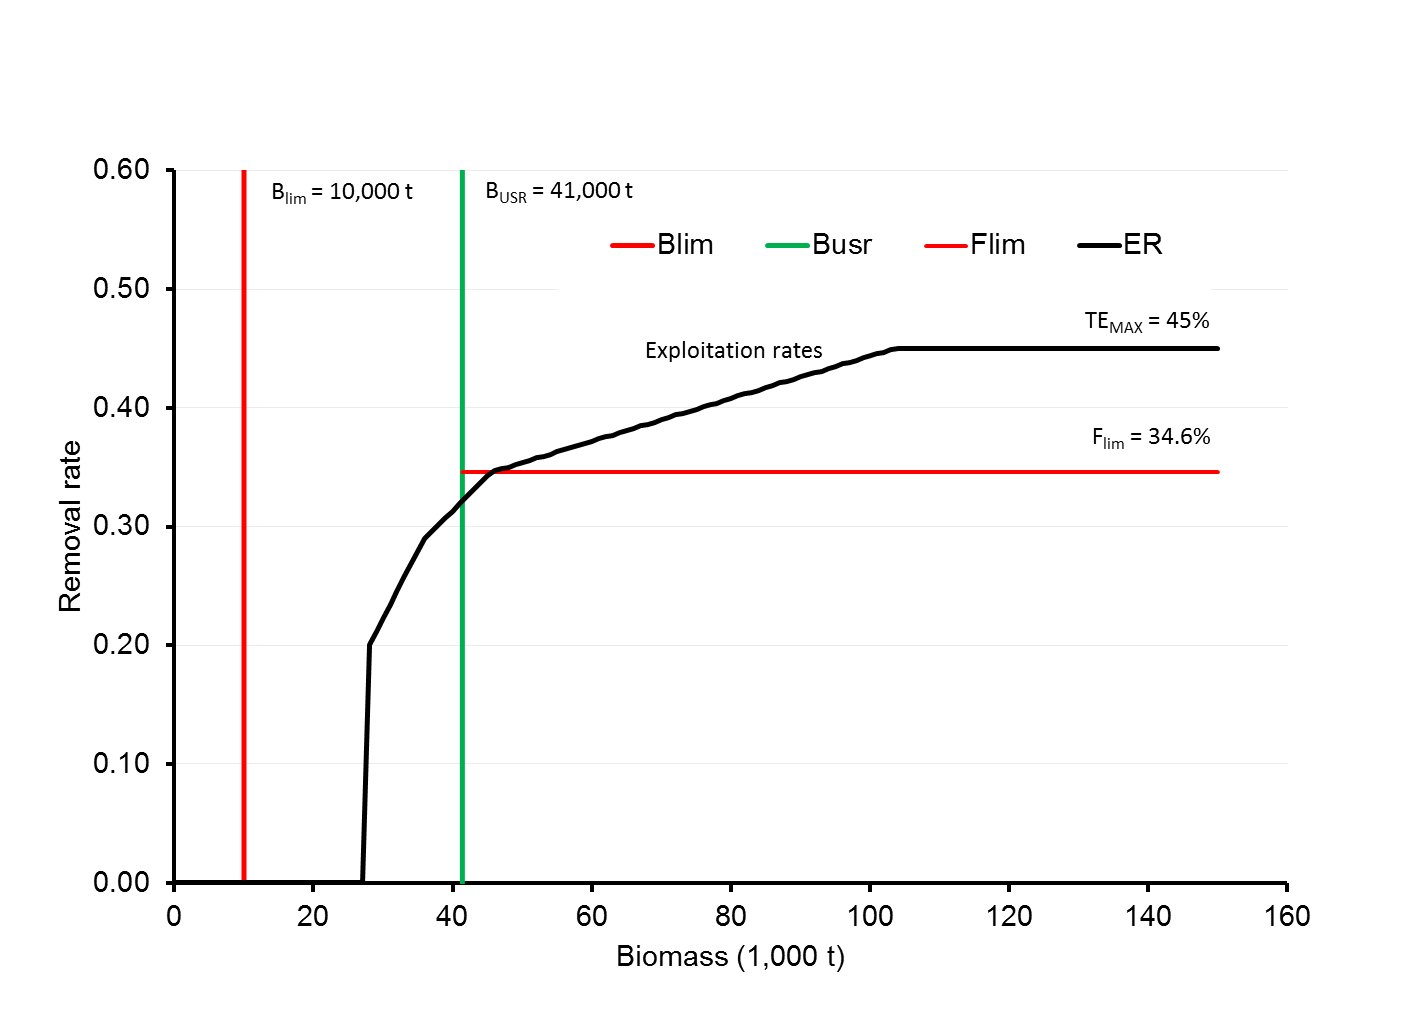 0.60
B_lim = 10,000 t
B_USR = 41,000 t
Blim Busr Flim ER
0.50
TE_MAX = 45%
Exploitation rates
0.40
F_lim = 34.6%
0.30
0.20
0.10
0.00
Removal rate
0 20 40 60 80 100 120 140 160
Biomass (1,000 t)